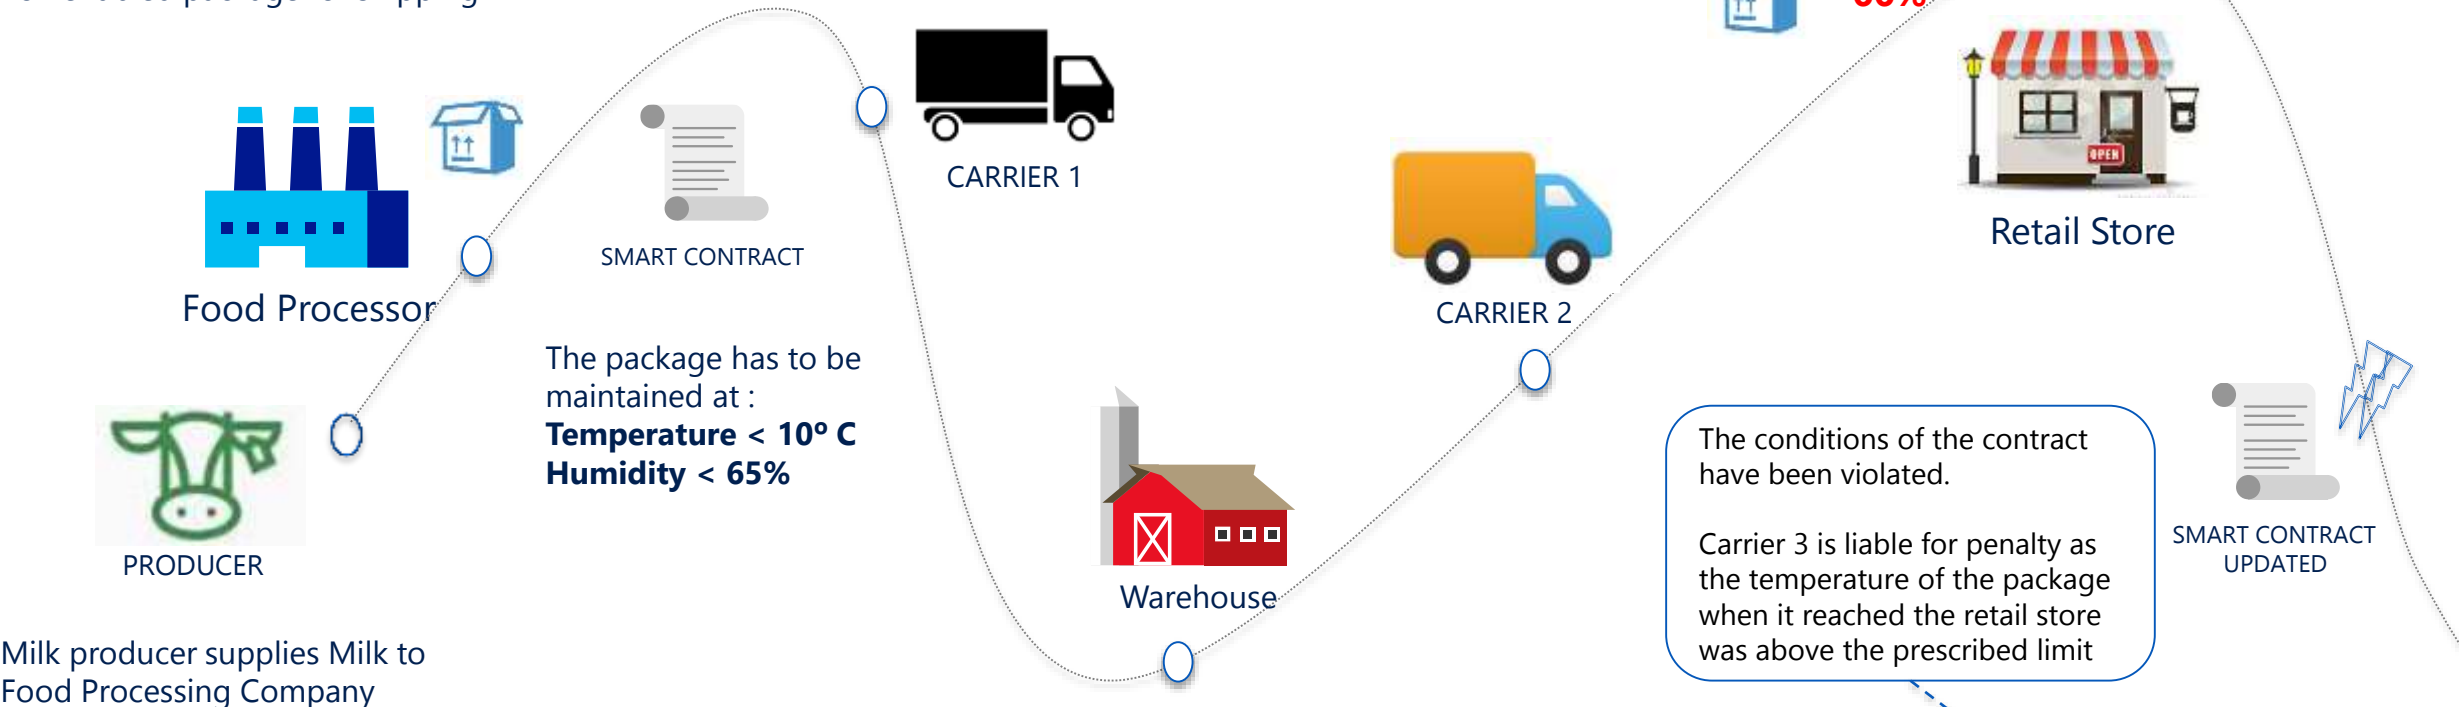 CARRIER 1
SMART CONTRACT
Food Processor
The package has to be
maintained at :
Temperature < 10º C
Humidity < 65%
PRODUCER
Milk producer supplies Milk to
Food Processing Company
Warehouse
CARRIER 2
OPEN
Retail Store
The conditions of the contract
have been violated.
Carrier 3 is liable for penalty as
the temperature of the package
when it reached the retail store
was above the prescribed limit
SMART CONTRACT
UPDATED